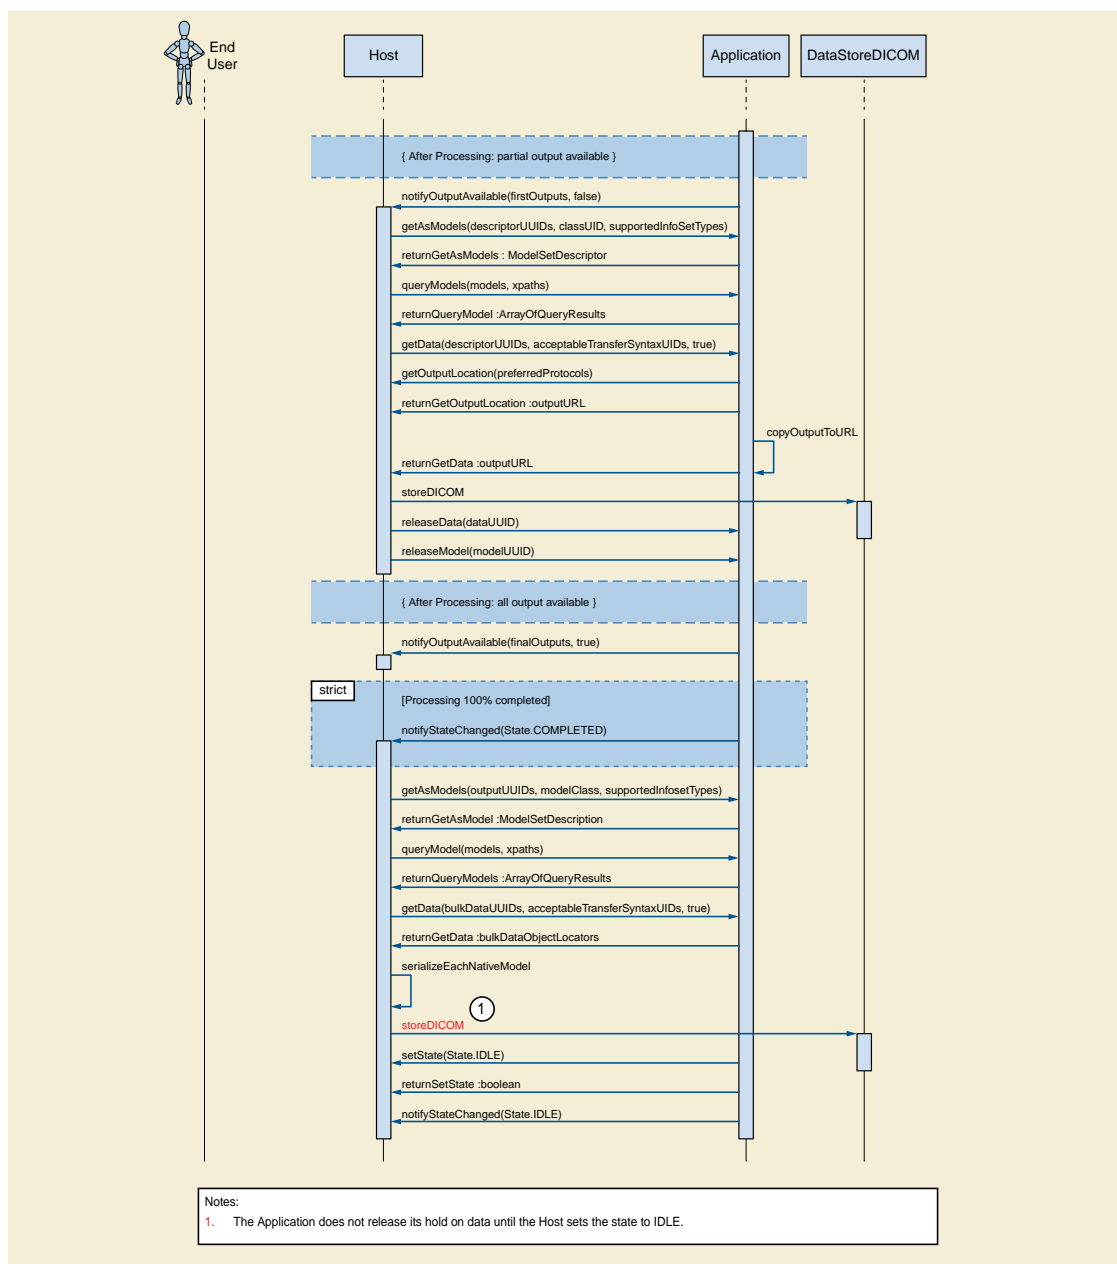 End
User
Host
Application
DataStoreDICOM
{ After Processing: partial output available }
notifyOutputAvailable(firstOutputs, false)
getAsModels(descriptorUUIDs, classUID, supportedInfoSetTypes)
returnGetAsModels : ModelSetDescriptor
queryModels(models, xpaths)
returnQueryModel :ArrayOfQueryResults
getData(descriptorUUIDs, acceptableTransferSyntaxUIDs, true)
getOutputLocation(preferredProtocols)
returnGetOutputLocation :outputURL
copyOutputToURL
returnGetData :outputURL
storeDICOM
releaseData(dataUUID)
releaseModel(modelUUID)
{ After Processing: all output available }
notifyOutputAvailable(finalOutputs, true)
strict
[Processing 100% completed]
notifyStateChanged(State.COMPLETED)
getAsModels(outputUUIDs, modelClass, supportedInfosetTypes)
returnGetAsModel :ModelSetDescription
queryModel(models, xpaths)
returnQueryModels :ArrayOfQueryResults
getData(bulkDataUUIDs, acceptableTransferSyntaxUIDs, true)
returnGetData :bulkDataObjectLocators
serializeEachNativeModel
1
storeDICOM
setState(State.IDLE)
returnSetState :boolean
notifyStateChanged(State.IDLE)
Notes:
1. The Application does not release its hold on data until the Host sets the state to IDLE.